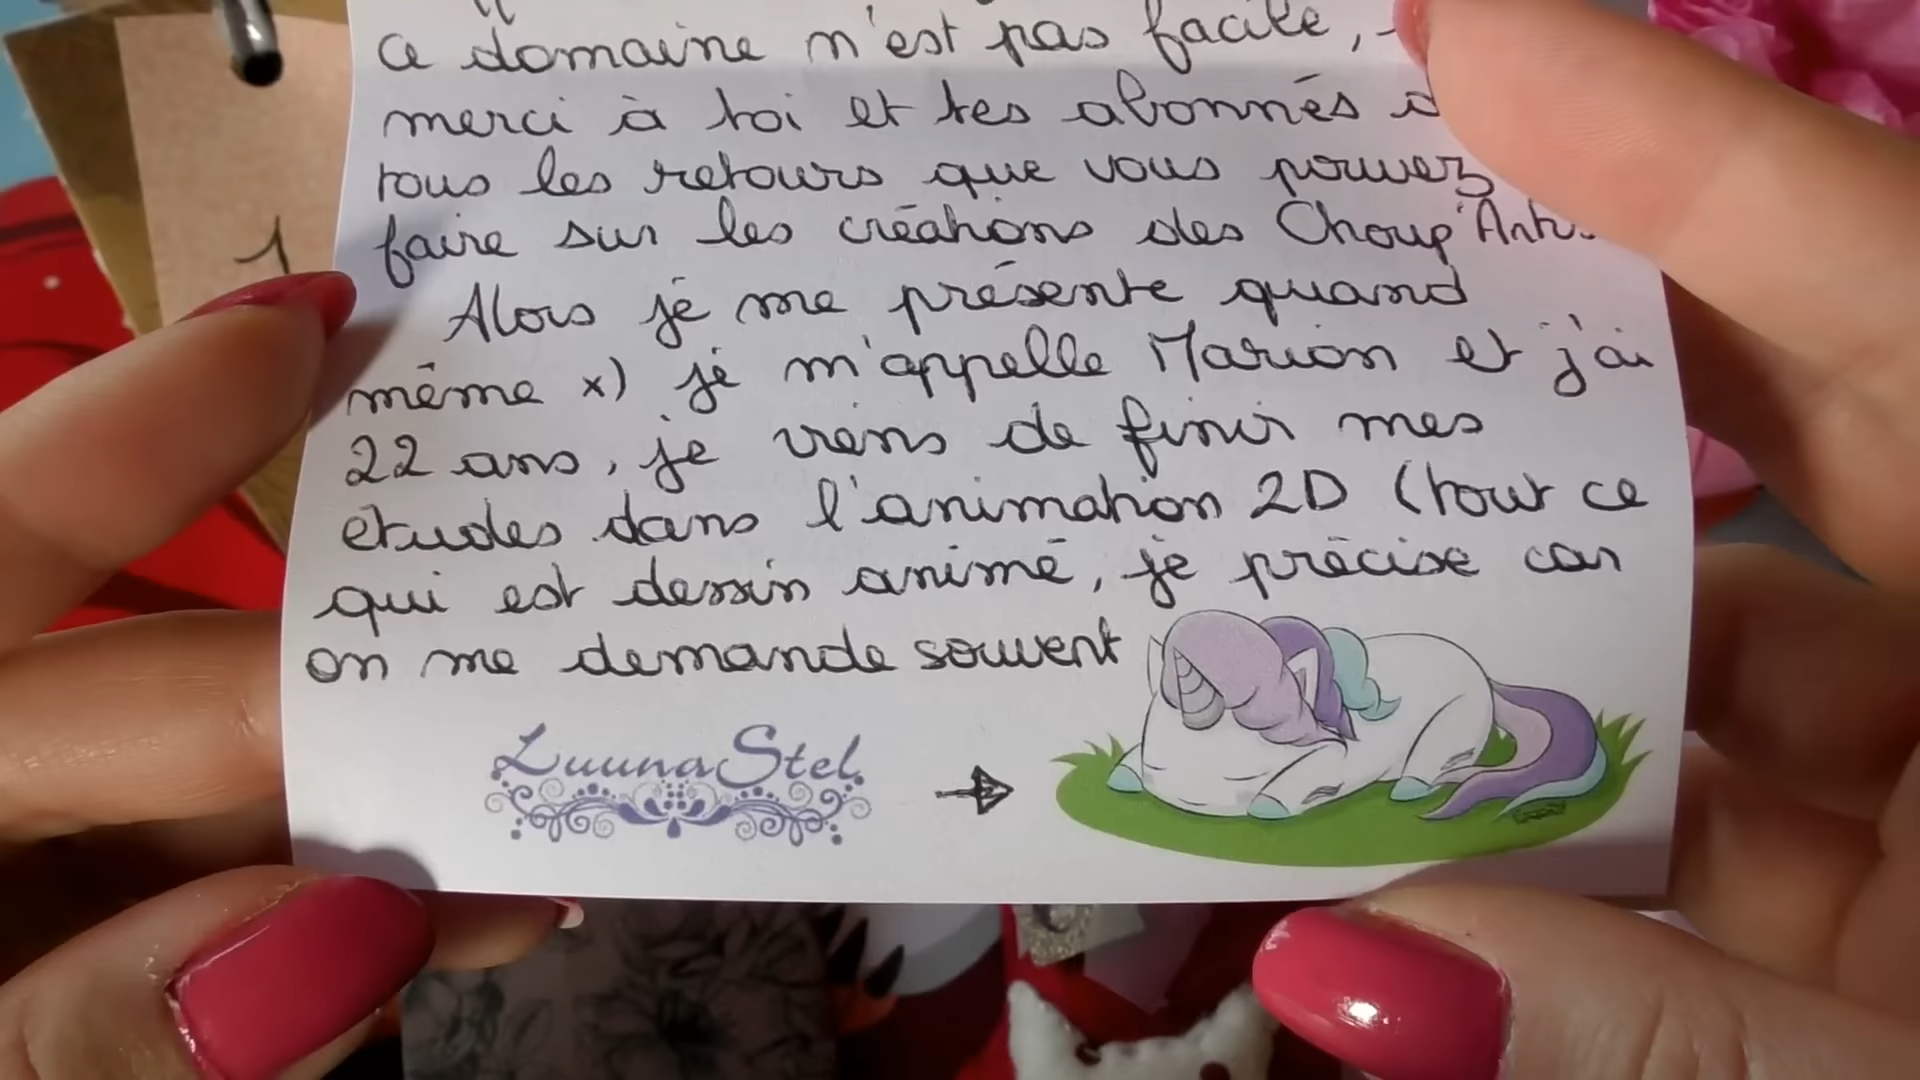 ce domaine n'est pas facile,
merci à toi et tes abonnés
tous les retours que vous pouvez
faire sur les créations des Choup'
Alors je me présente quand
même x) je m'appelle Marion et j'ai
22 ans, je viens de finir mes
études dans l'animation 2D (tout ce
qui est dessin animé, je précise car
on me demande souvent
LuunaStel
1